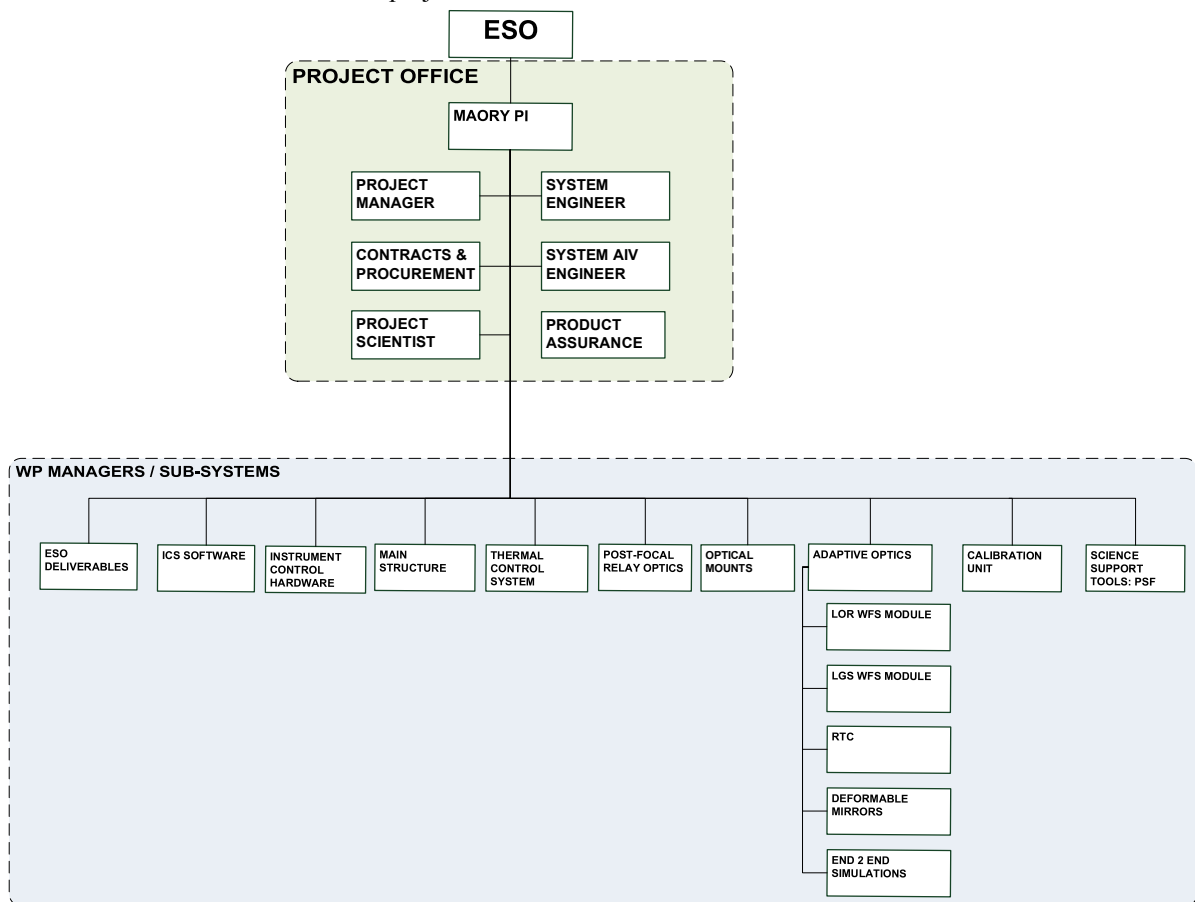 ESO
PROJECT OFFICE
MAORY PI
PROJECT
MANAGER
SYSTEM
ENGINEER
CONTRACTS &
PROCUREMENT
SYSTEM AIV
ENGINEER
PROJECT
SCIENTIST
PRODUCT
ASSURANCE
WP MANAGERS / SUB-SYSTEMS
ESO
DELIVERABLES
ICS SOFTWARE
INSTRUMENT
CONTROL
HARDWARE
MAIN
STRUCTURE
THERMAL
CONTROL
SYSTEM
POST-FOCAL
RELAY OPTICS
OPTICAL
MOUNTS
ADAPTIVE OPTICS
CALIBRATION
UNIT
SCIENCE
SUPPORT
TOOLS: PSF
LOR WFS MODULE
LGS WFS MODULE
RTC
DEFORMABLE
MIRRORS
END 2 END
SIMULATIONS